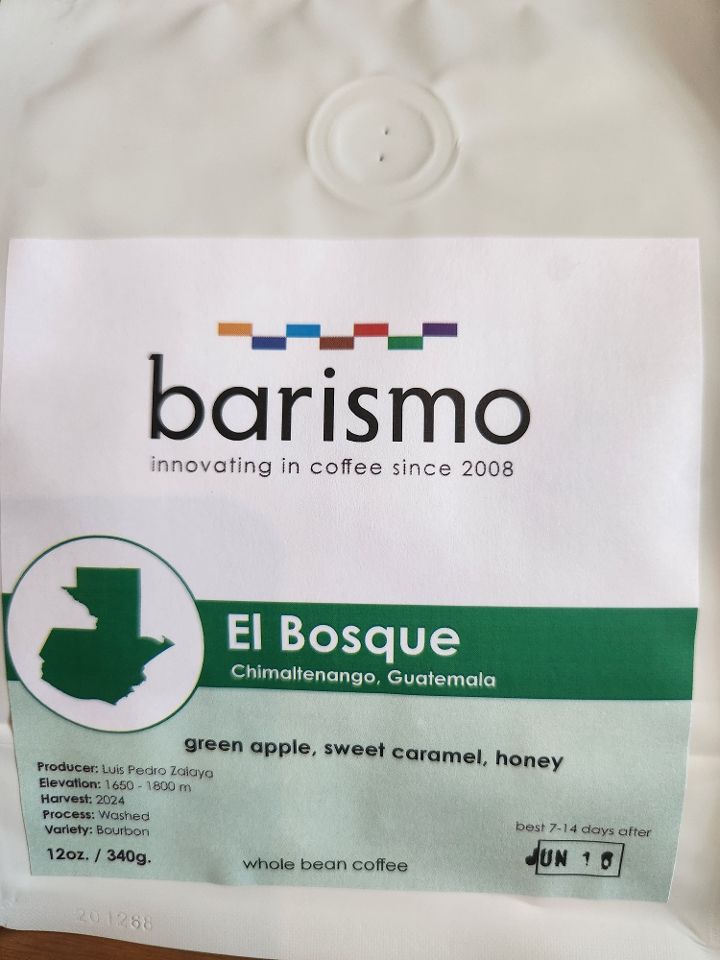 barismo
innovating in coffee since 2008
El Bosque
Chimaltenango, Guatemala
green apple, sweet caramel, honey
Producer: Luis Pedro Zalaya
Elevation: 1650 - 1800 m
Harvest: 2024
Process: Washed
Variety: Bourbon
12oz. / 340g.
whole bean coffee
best 7-14 days after
JUN 16
201288